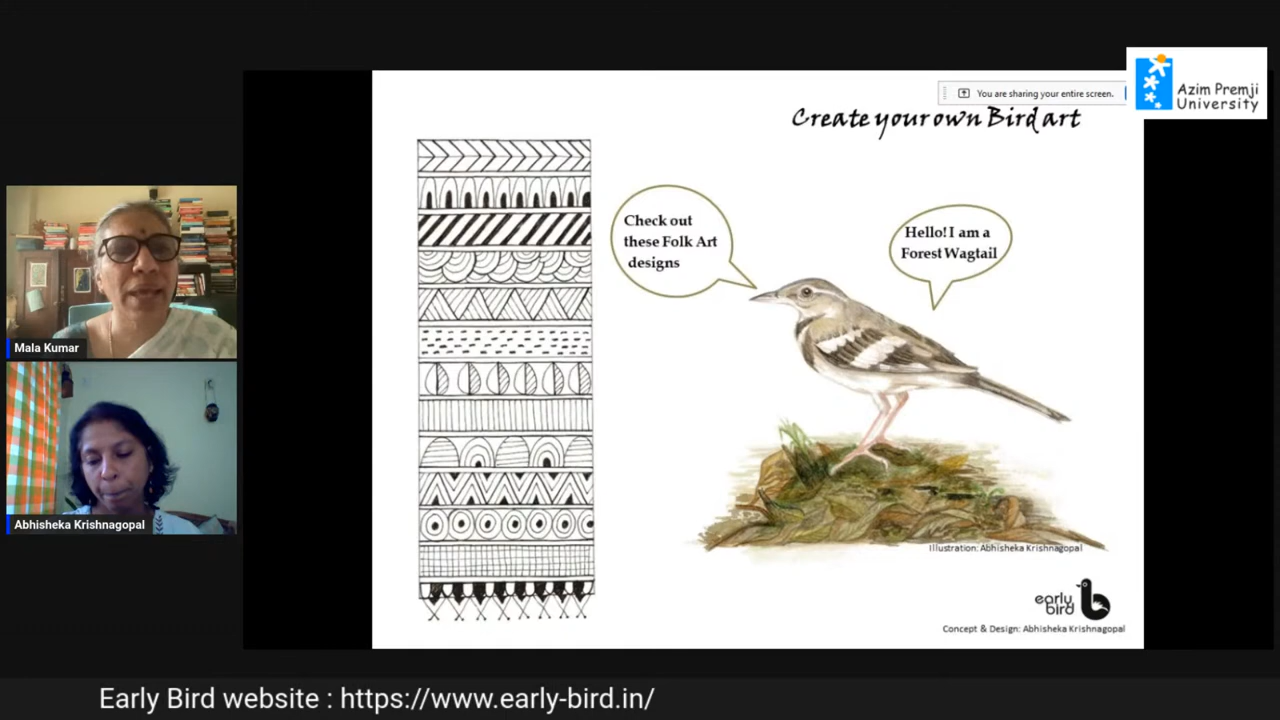 You are sharing your entire screen.
Azim Premji
University
Create your own Bird art
Check out
these Folk Art
designs
Hello! I am a
Forest Wagtail
Mala Kumar
Abhisheka Krishnagopal
Illustration: Abhisheka Krishnagopal
early
bird
Concept & Design: Abhisheka Krishnagopal
Early Bird website : https://www.early-bird.in/